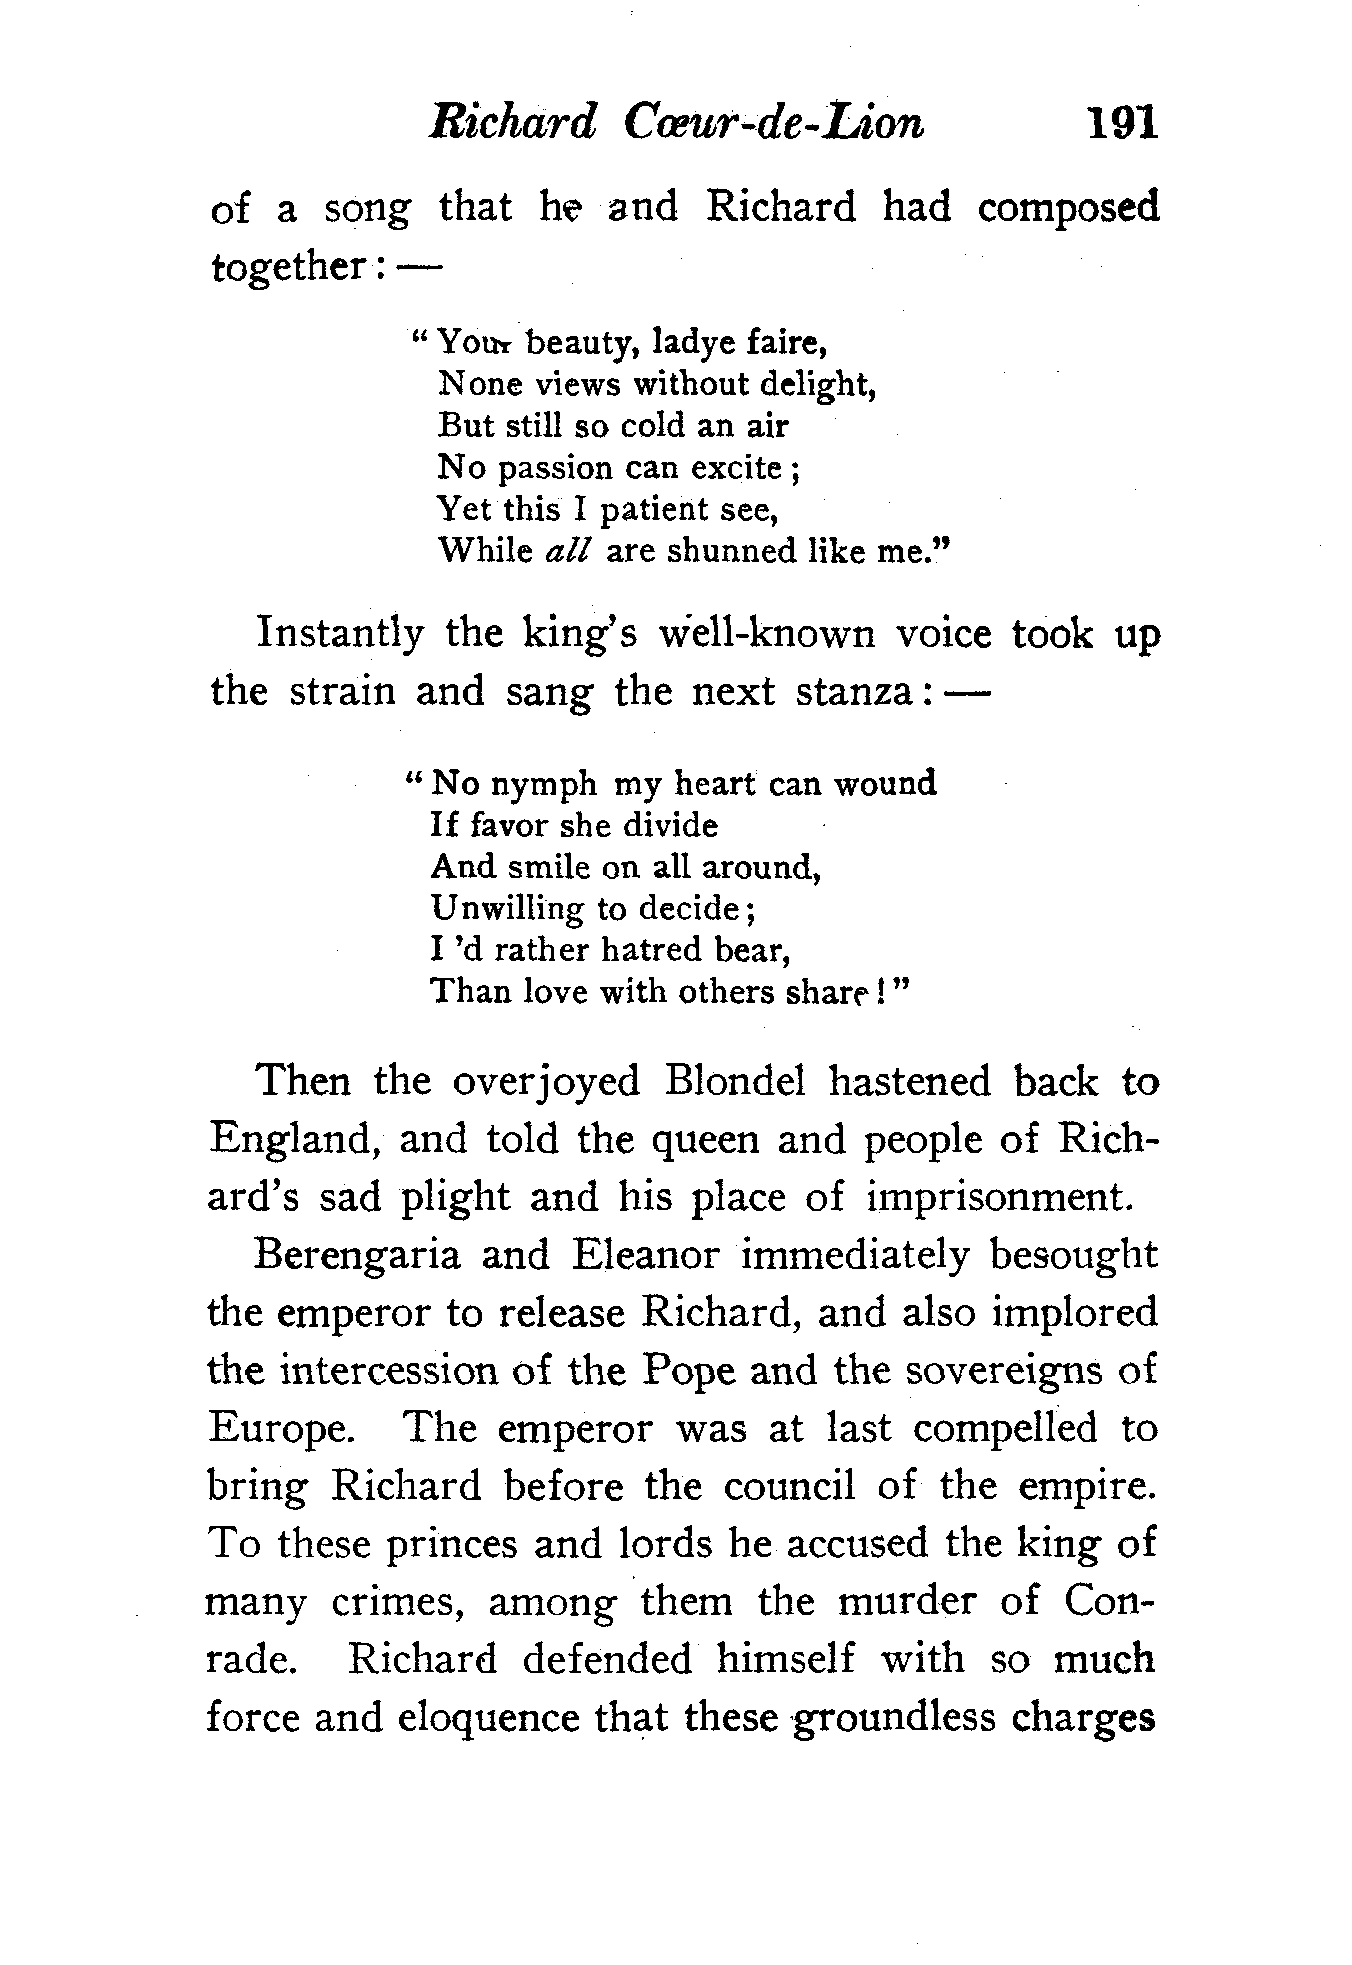 Richard Cœur-de-Lion 191
of a song that he and Richard had composed
together : —
“ Your beauty, ladye faire,
None views without delight,
But still so cold an air
No passion can excite ;
Yet this I patient see,
While all are shunned like me.”
Instantly the king’s well-known voice took up
the strain and sang the next stanza : —
“ No nymph my heart can wound
If favor she divide
And smile on all around,
Unwilling to decide ;
I ’d rather hatred bear,
Than love with others share ! ”
Then the overjoyed Blondel hastened back to
England, and told the queen and people of Rich-
ard’s sad plight and his place of imprisonment.
Berengaria and Eleanor immediately besought
the emperor to release Richard, and also implored
the intercession of the Pope and the sovereigns of
Europe. The emperor was at last compelled to
bring Richard before the council of the empire.
To these princes and lords he accused the king of
many crimes, among them the murder of Con-
rade. Richard defended himself with so much
force and eloquence that these groundless charges